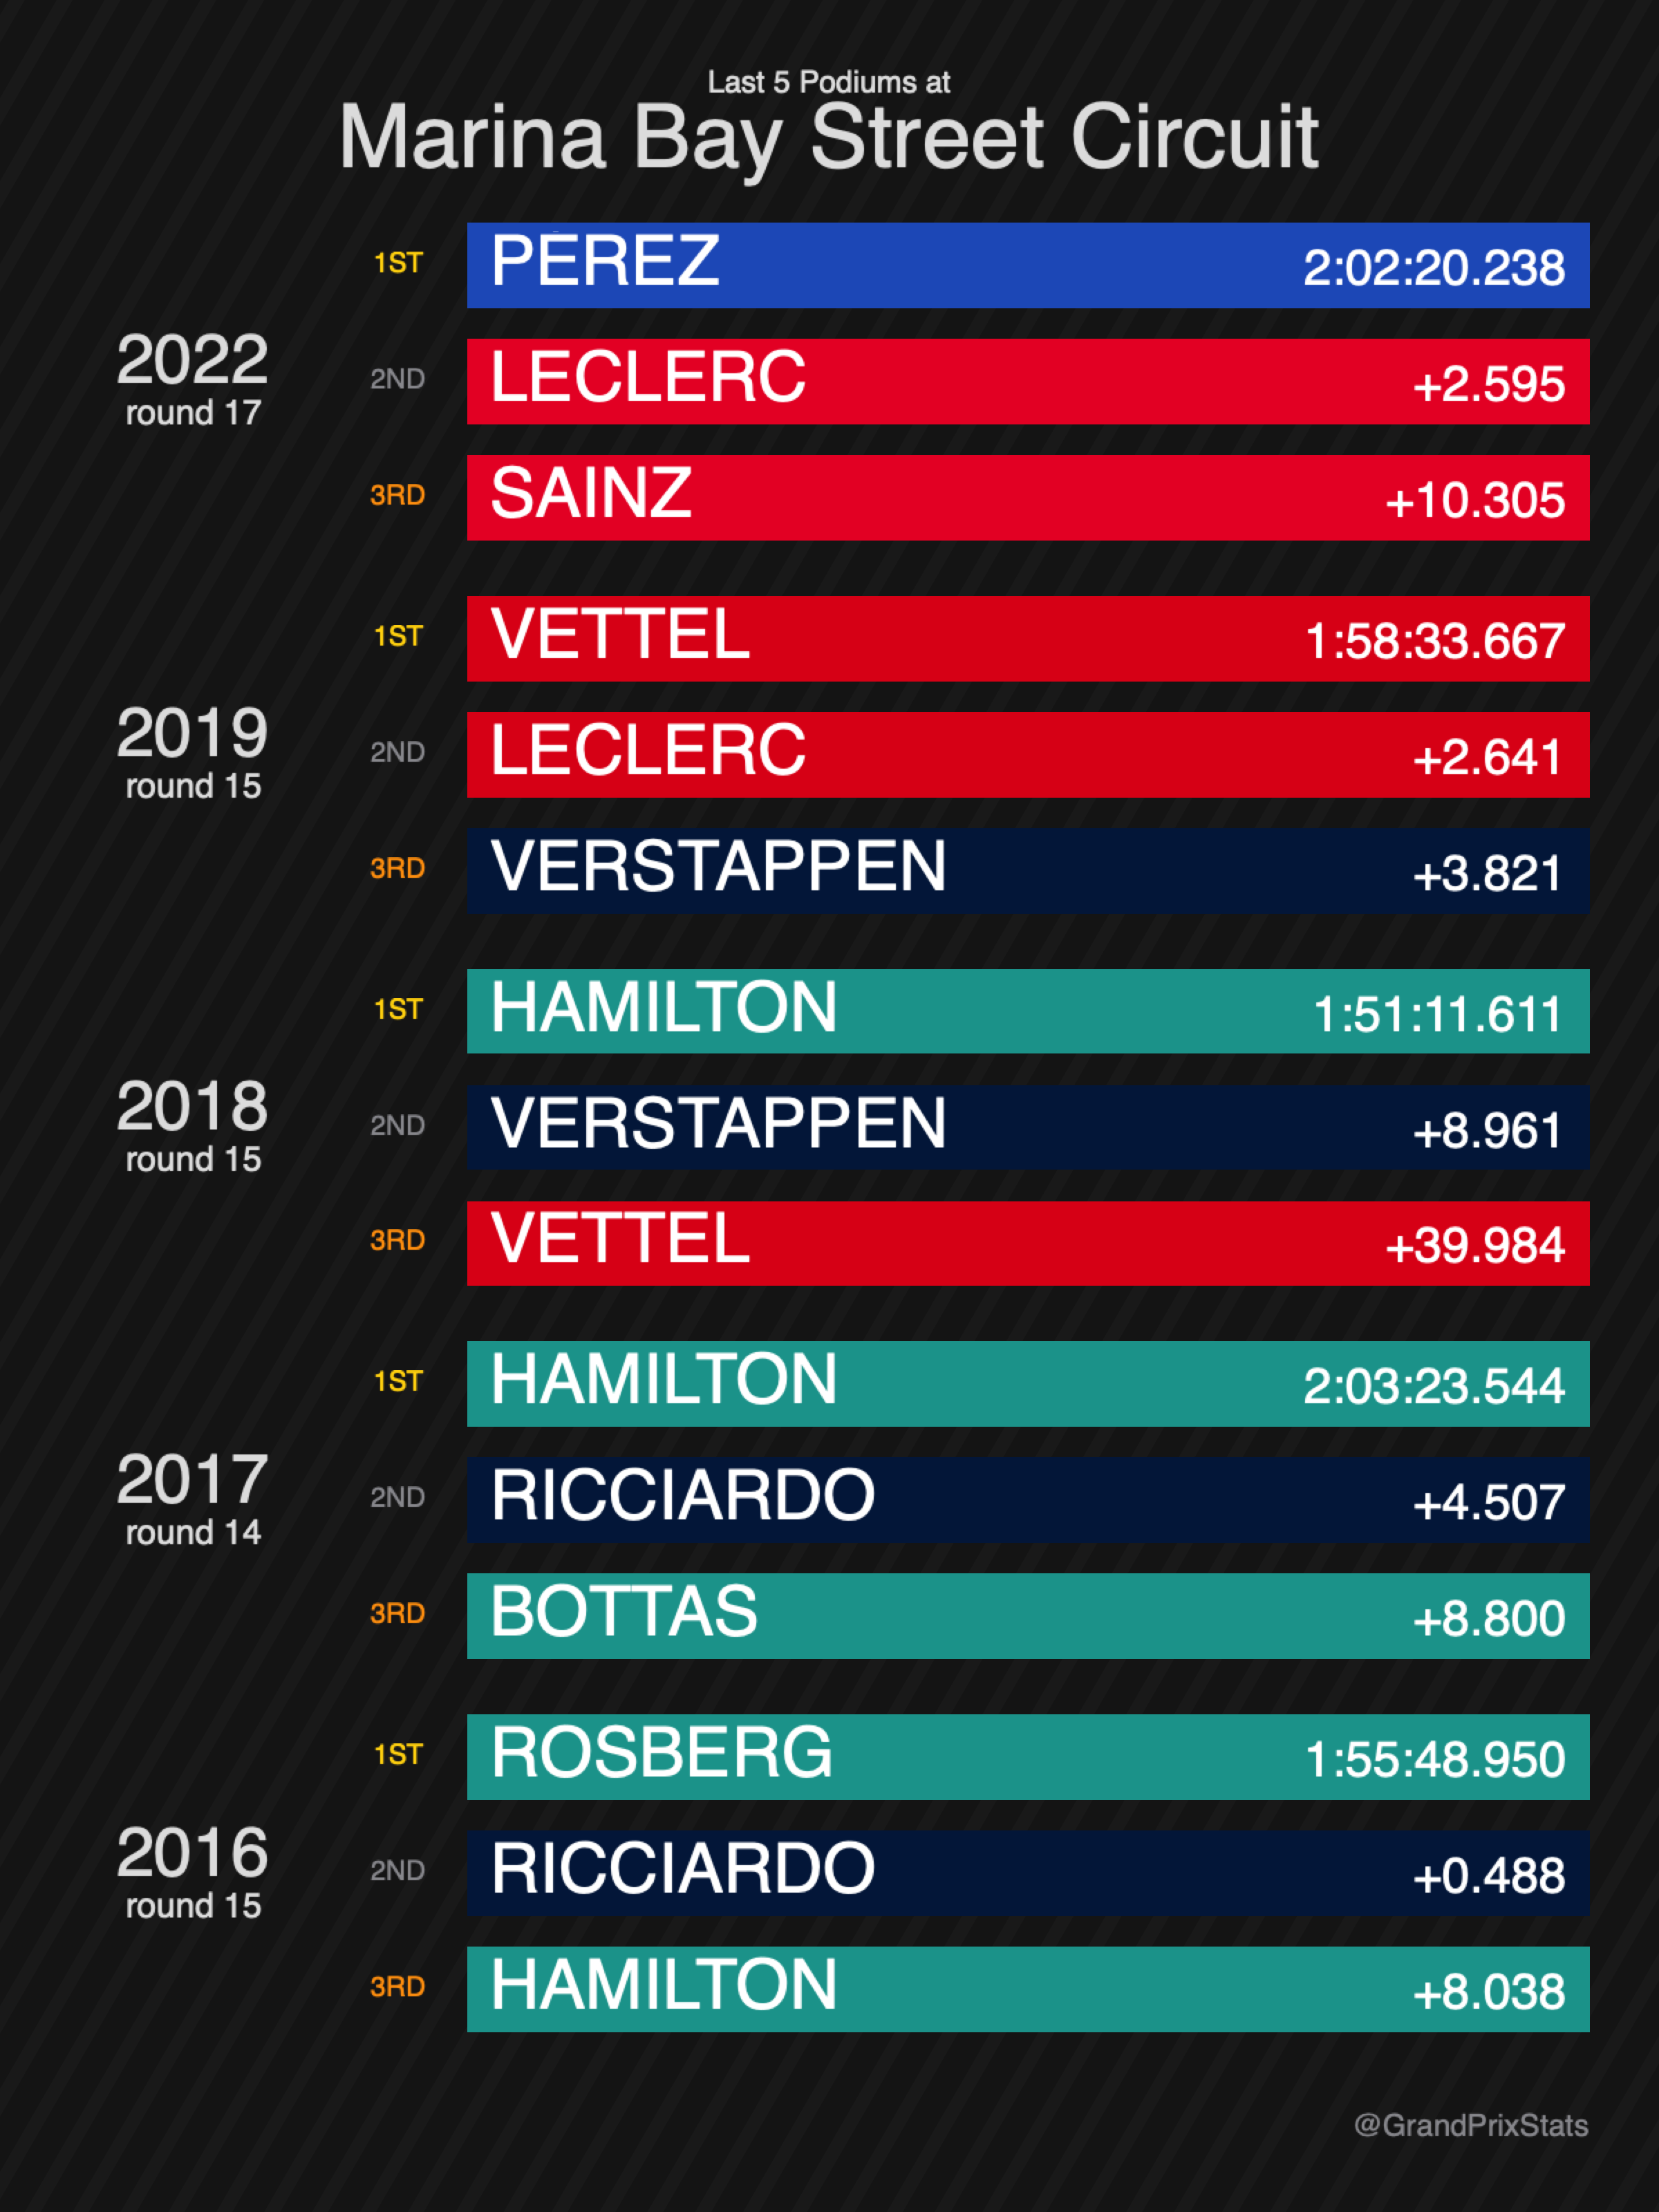 Last 5 Podiums at
Marina Bay Street Circuit
2022
round 17
1ST PÉREZ 2:02:20.238
2ND LECLERC +2.595
3RD SAINZ +10.305
2019
round 15
1ST VETTEL 1:58:33.667
2ND LECLERC +2.641
3RD VERSTAPPEN +3.821
2018
round 15
1ST HAMILTON 1:51:11.611
2ND VERSTAPPEN +8.961
3RD VETTEL +39.984
2017
round 14
1ST HAMILTON 2:03:23.544
2ND RICCIARDO +4.507
3RD BOTTAS +8.800
2016
round 15
1ST ROSBERG 1:55:48.950
2ND RICCIARDO +0.488
3RD HAMILTON +8.038
@GrandPrixStats